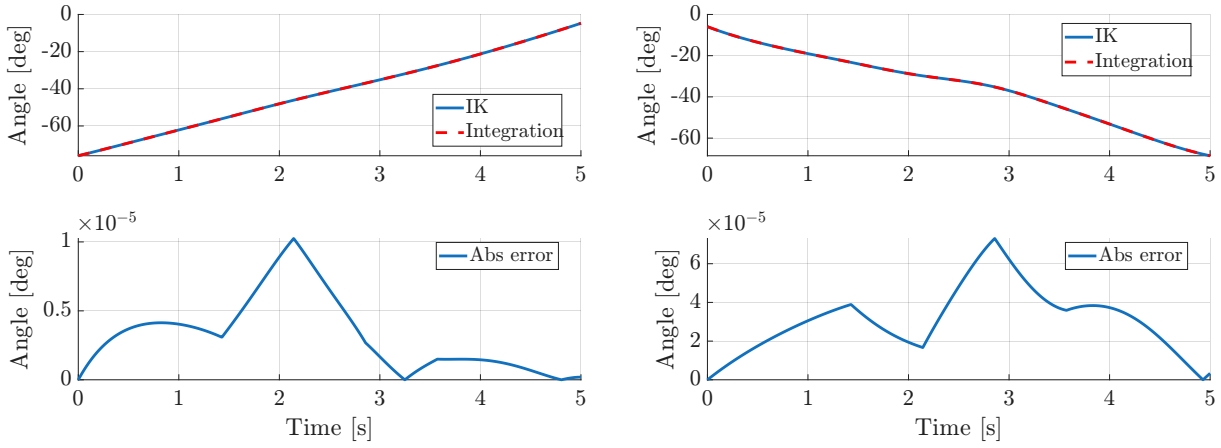 Angle [deg]
0
-20
-40
-60
0 1 2 3 4 5
IK
Integration
Angle [deg]
0
-20
-40
-60
0 1 2 3 4 5
IK
Integration
×10⁻⁵
Angle [deg]
1
0.5
0
0 1 2 3 4 5
Time [s]
Abs error
×10⁻⁵
Angle [deg]
6
4
2
0
0 1 2 3 4 5
Time [s]
Abs error